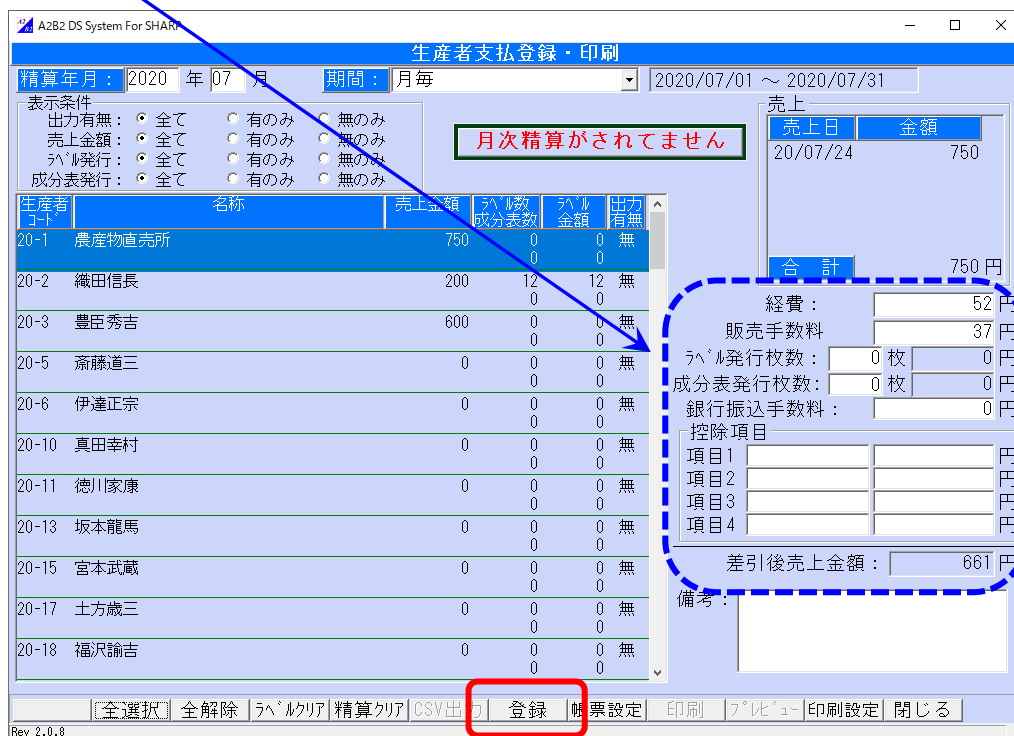 A2B2 DS System For SHARP
生産者支払登録・印刷
精算年月： 2020 年 07 月 期間： 月毎 2020/07/01 ～ 2020/07/31
表示条件
出力有無： 全て 有のみ 無のみ
売上金額： 全て 有のみ 無のみ
ﾗﾍﾞﾙ発行： 全て 有のみ 無のみ
成分表発行： 全て 有のみ 無のみ
月次精算がされてません
売上
売上日 金額
20/07/24 750
合 計 750 円
生産者ｺｰﾄﾞ 名称 売上金額 ﾗﾍﾞﾙ数 成分表数 ﾗﾍﾞﾙ金額 出力有無
20-1 農産物直売所 750 0 0 無
0 0
20-2 織田信長 200 12 12 無
0 0
20-3 豊臣秀吉 600 0 0 無
0 0
20-5 斎藤道三 0 0 0 無
0 0
20-6 伊達正宗 0 0 0 無
0 0
20-10 真田幸村 0 0 0 無
0 0
20-11 徳川家康 0 0 0 無
0 0
20-13 坂本龍馬 0 0 0 無
0 0
20-15 宮本武蔵 0 0 0 無
0 0
20-17 土方歳三 0 0 0 無
0 0
20-18 福沢諭吉 0 0 0 無
0 0
経費： 52 円
販売手数料 37 円
ﾗﾍﾞﾙ発行枚数： 0 枚 0 円
成分表発行枚数： 0 枚 0 円
銀行振込手数料： 0 円
控除項目
項目1 円
項目2 円
項目3 円
項目4 円
差引後売上金額： 661 円
備考：
全選択 全解除 ﾗﾍﾞﾙｸﾘｱ 精算ｸﾘｱ CSV出力 登録 帳票設定 印刷 ﾌﾟﾚﾋﾞｭｰ 印刷設定 閉じる
Rev 2.0.8